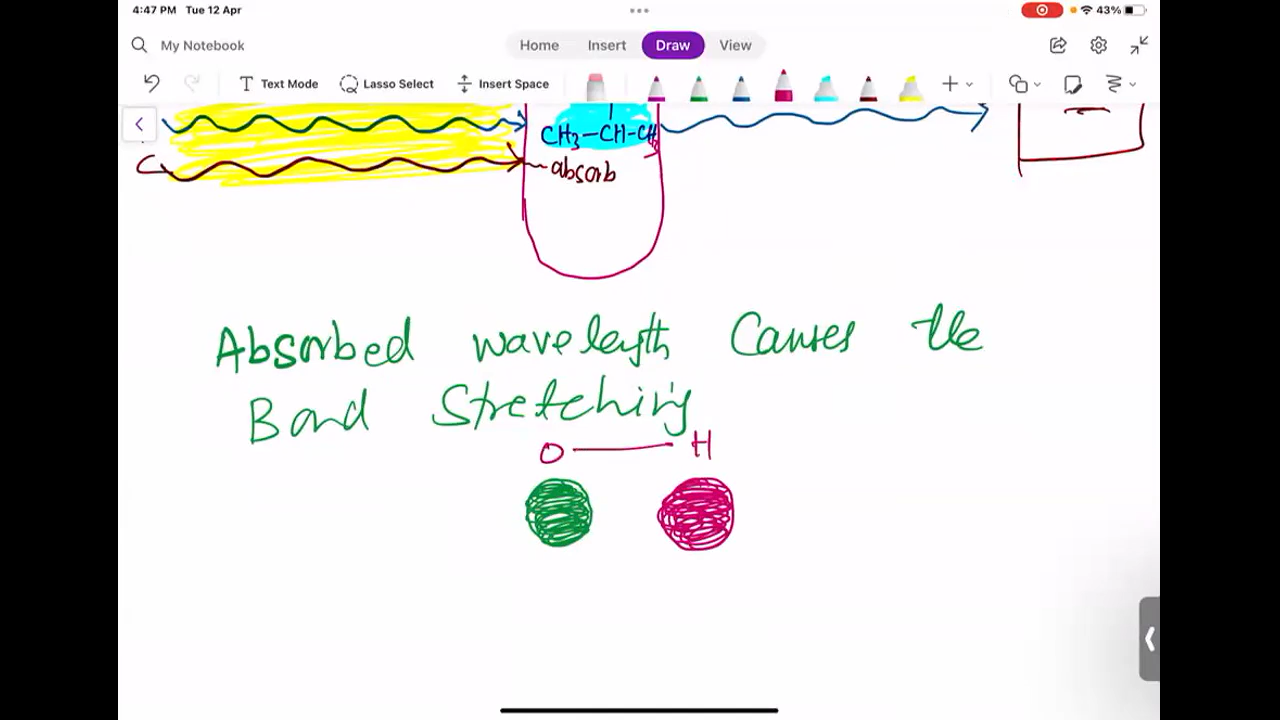 4:47 PM Tue 12 Apr
43%
My Notebook
Home Insert Draw View
Text Mode Lasso Select Insert Space
CH3-CH-CH
absorb
Absorbed wavelength Causes the
Bond Stretching
O H